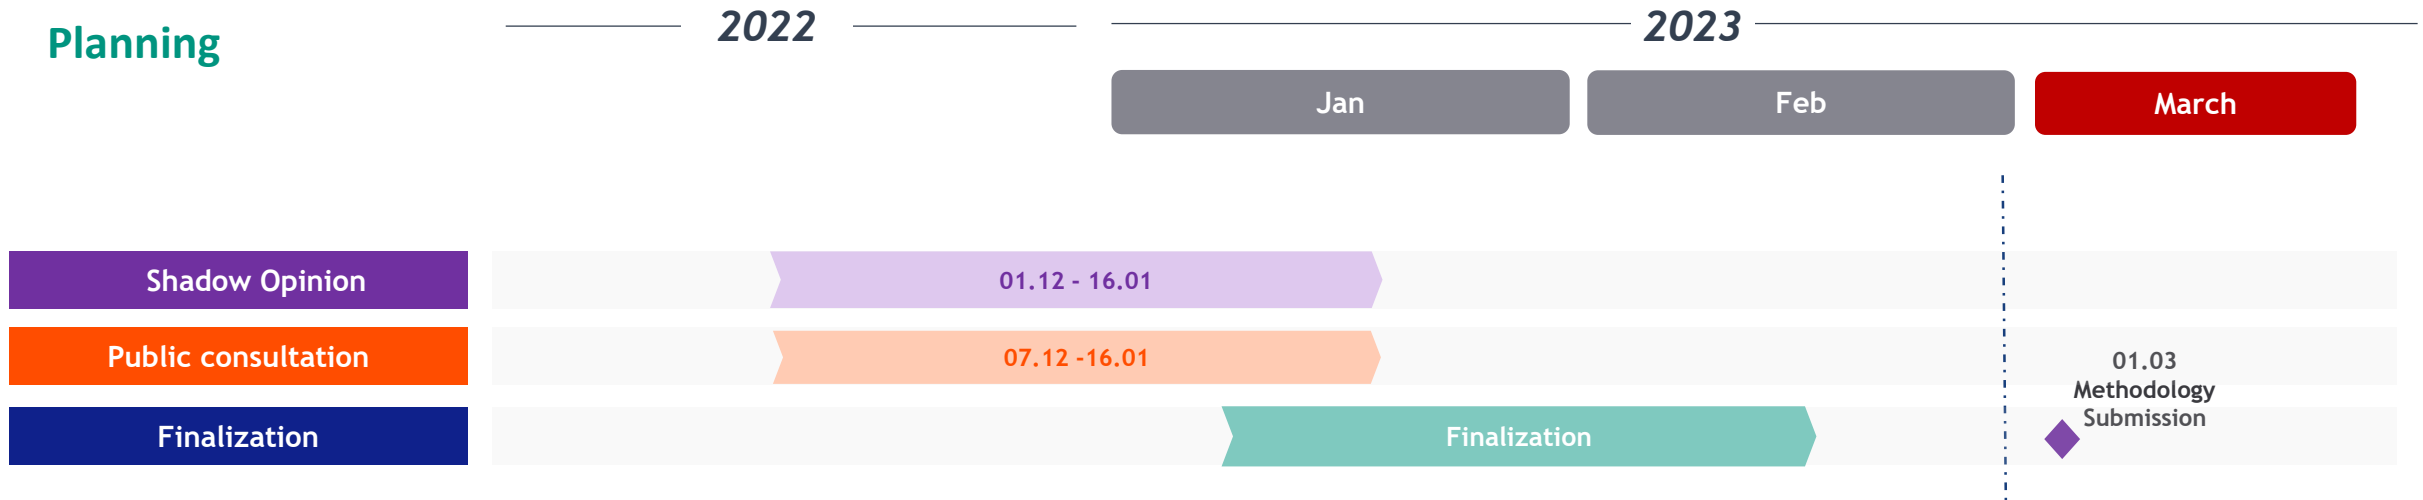 Planning
2022
2023
Jan
Feb
March
Shadow Opinion
01.12 - 16.01
Public consultation
07.12 -16.01
01.03
Methodology
Submission
Finalization
Finalization